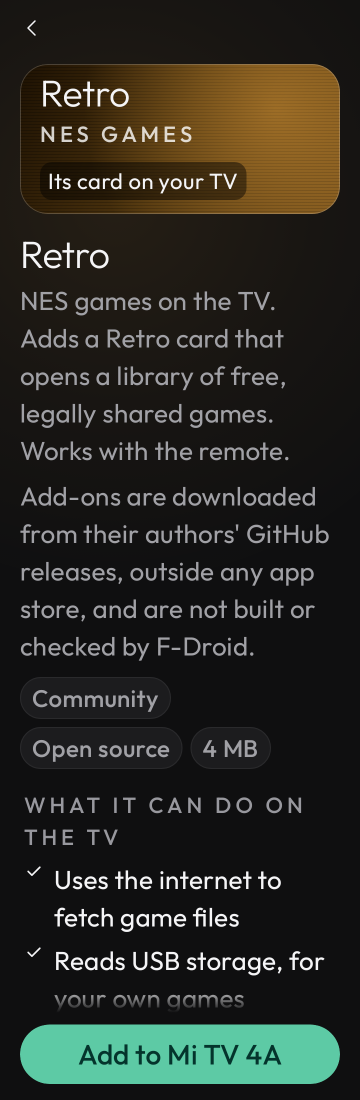 Retro
NES GAMES
Its card on your TV
Retro
NES games on the TV.
Adds a Retro card that
opens a library of free,
legally shared games.
Works with the remote.
Add-ons are downloaded
from their authors' GitHub
releases, outside any app
store, and are not built or
checked by F-Droid.
Community
Open source
4 MB
WHAT IT CAN DO ON
THE TV
Uses the internet to
fetch game files
Reads USB storage, for
your own games
Add to Mi TV 4A